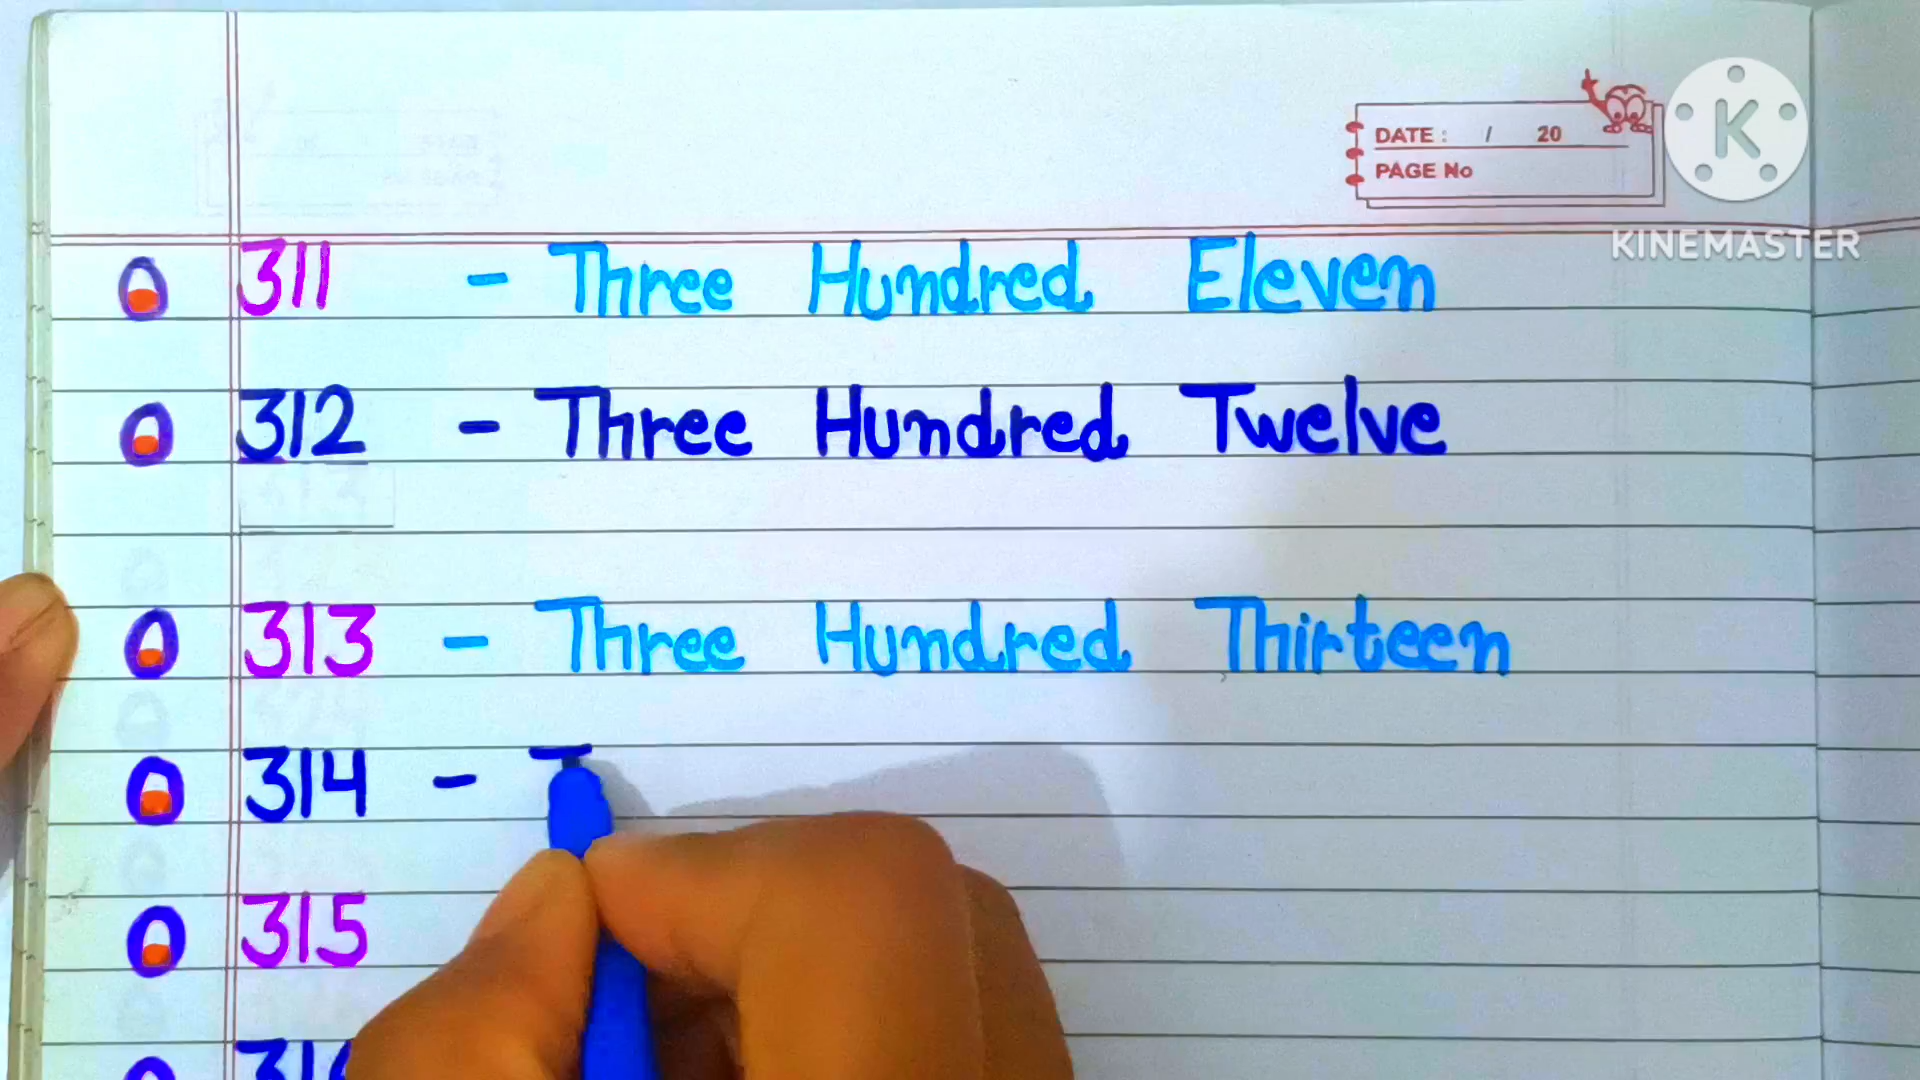 DATE : / 20
PAGE No
K
KINEMASTER
311 - Three Hundred Eleven
312 - Three Hundred Twelve
313 - Three Hundred Thirteen
314 - T
315